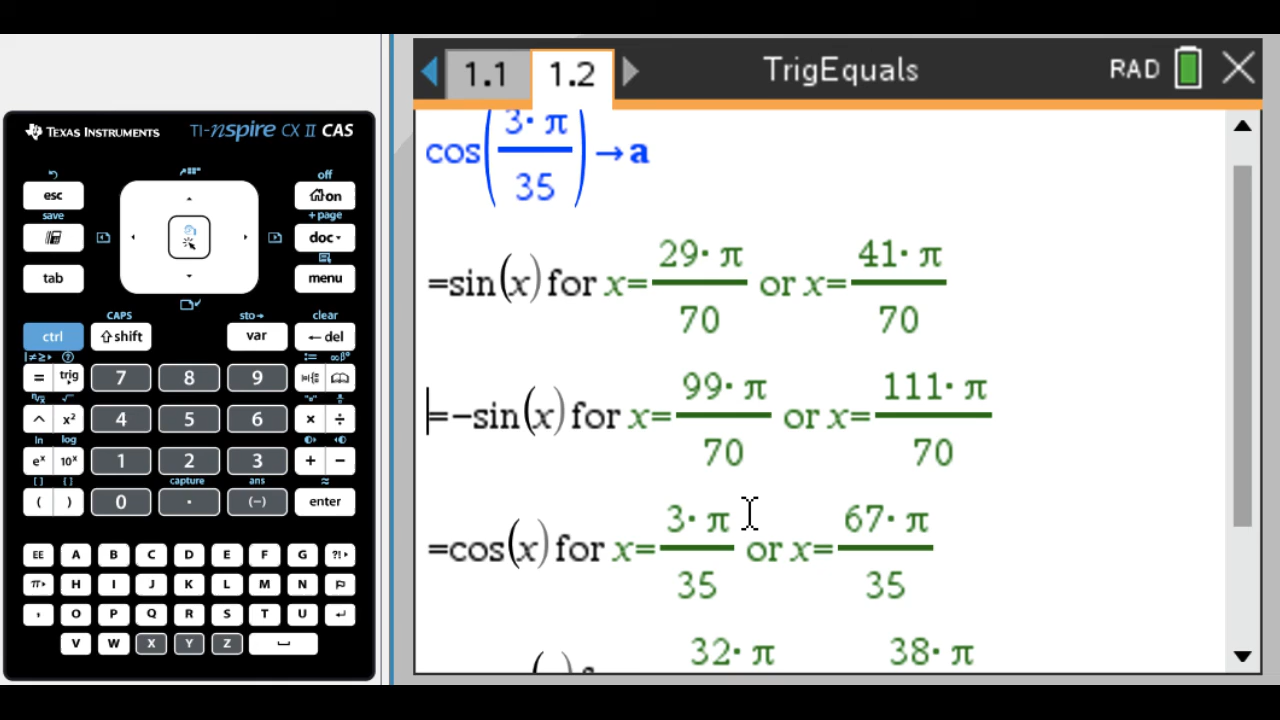 1.1 1.2 TrigEquals RAD
cos(3·π/35)→a
=sin(x) for x=29·π/70 or x=41·π/70
=−sin(x) for x=99·π/70 or x=111·π/70
=cos(x) for x=3·π/35 or x=67·π/35
32·π 38·π
TEXAS INSTRUMENTS TI-nspire CX II CAS
off
esc on
save + page
doc
tab menu
CAPS sto→ clear
ctrl shift var ←del
= trig 7 8 9
^ x² 4 5 6 × ÷
ln log
eˣ 10ˣ 1 2 3 + −
capture ans ≈
( ) 0 . (−) enter
EE A B C D E F G ?!▸
π▸ H I J K L M N
, O P Q R S T U
V W X Y Z